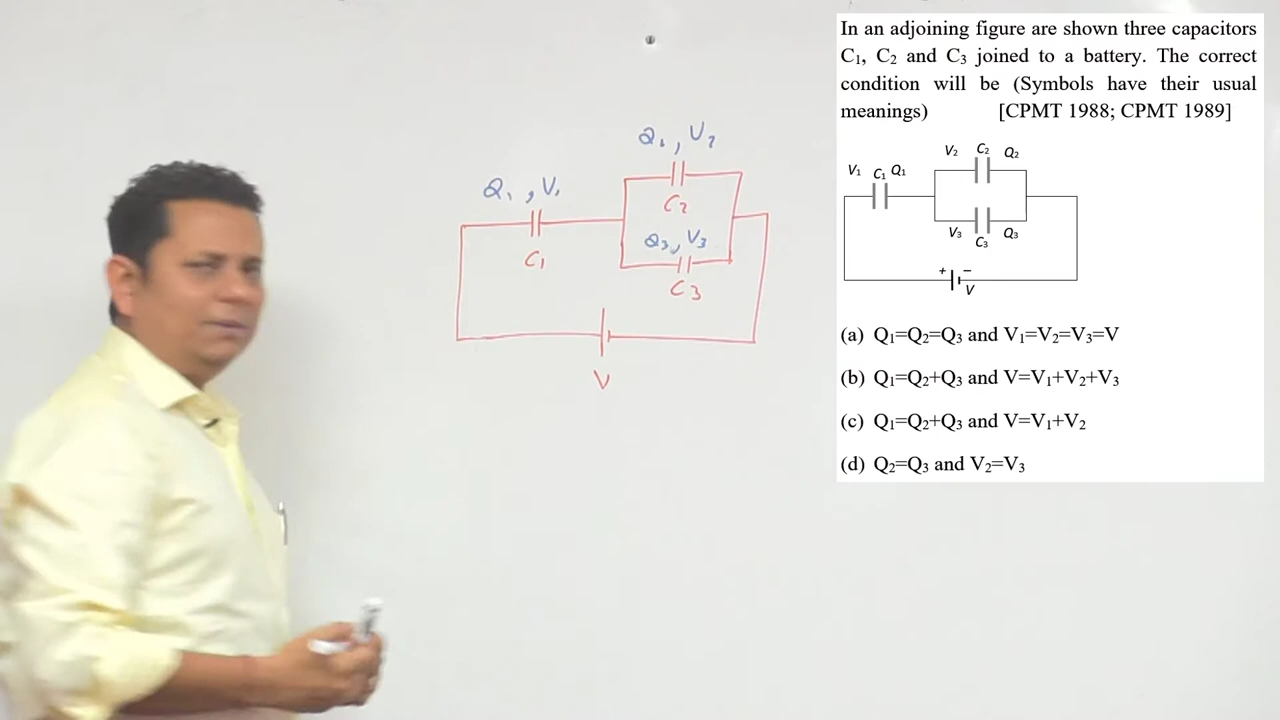 Q₁, V₂
Q₁, V₁
C₂
Q₃, V₃
C₁
C₃
V
In an adjoining figure are shown three capacitors
C₁, C₂ and C₃ joined to a battery. The correct
condition will be (Symbols have their usual
meanings) [CPMT 1988; CPMT 1989]
V₂ C₂ Q₂
V₁ C₁ Q₁
V₃ C₃ Q₃
+ −
V
(a) Q₁=Q₂=Q₃ and V₁=V₂=V₃=V
(b) Q₁=Q₂+Q₃ and V=V₁+V₂+V₃
(c) Q₁=Q₂+Q₃ and V=V₁+V₂
(d) Q₂=Q₃ and V₂=V₃